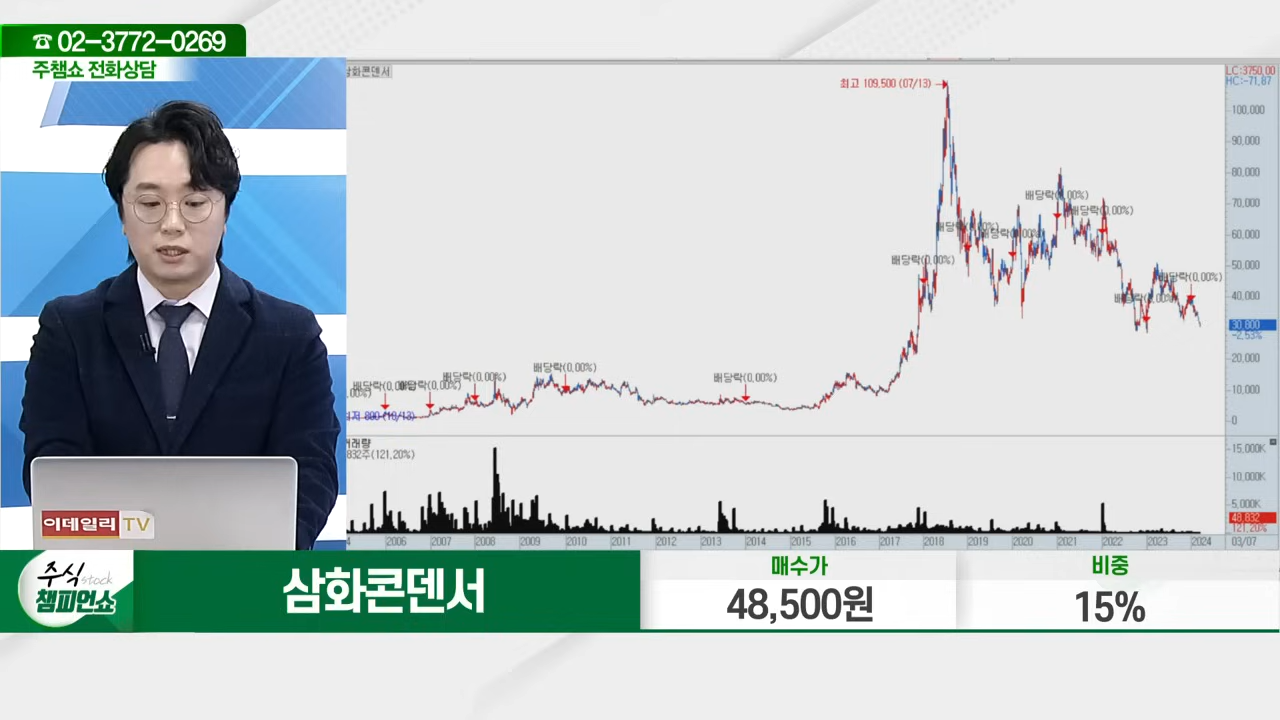 ☎ 02-3772-0269
주챔쇼 전화상담
삼화콘덴서
최고 109,500 (07/13)
LC:3750.00
HC:-71.87
100,000
90,000
80,000
70,000
60,000
50,000
40,000
30,800
-2.53%
20,000
10,000
0
배당락(0.00%)
배당락(0.00%)
배당락(0.00%)
배당락(0.00%)
배당락(0.00%)
배당락(0.00%)
832주(121.20%)
15,000K
10,000K
5,000K
48,832
121.20%
2006 2007 2008 2009 2010 2011 2012 2013 2014 2015 2016 2017 2018 2019 2020 2021 2022 2023 2024 03/07
이데일리 TV
주식 stock
챔피언쇼
삼화콘덴서
매수가
48,500원
비중
15%